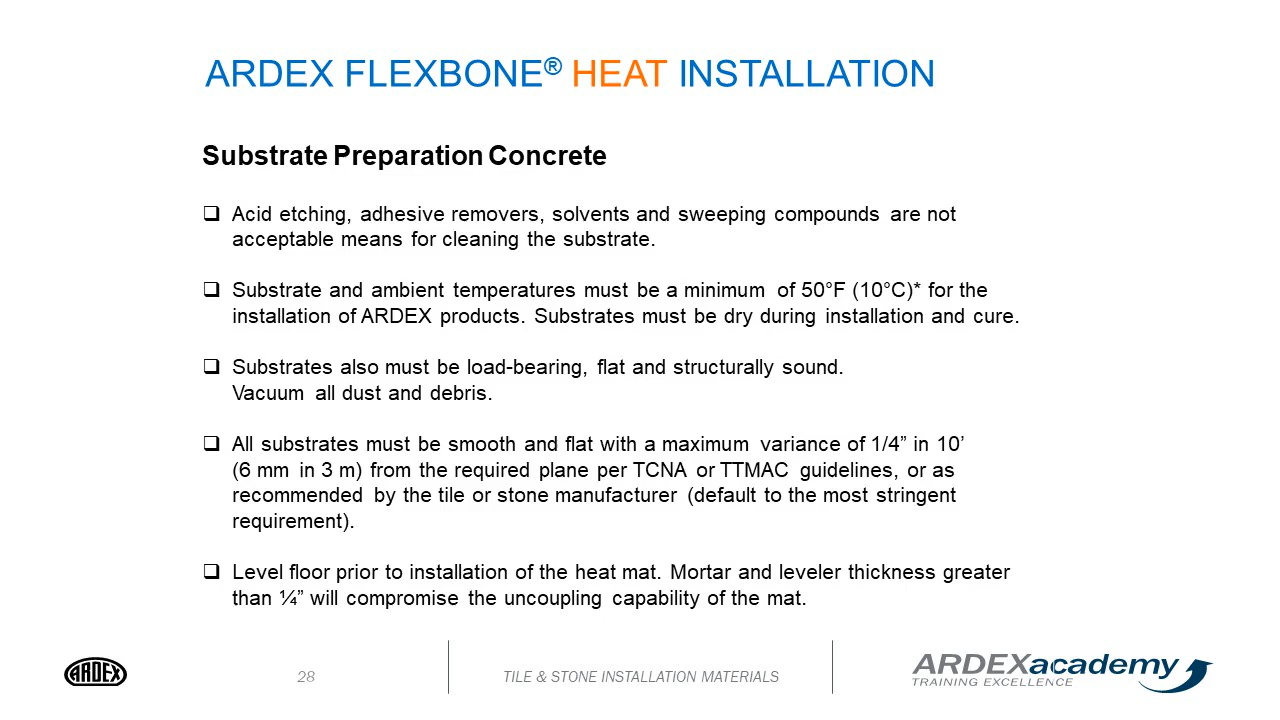 ARDEX FLEXBONE® HEAT INSTALLATION
Substrate Preparation Concrete
❑ Acid etching, adhesive removers, solvents and sweeping compounds are not
acceptable means for cleaning the substrate.
❑ Substrate and ambient temperatures must be a minimum of 50°F (10°C)* for the
installation of ARDEX products. Substrates must be dry during installation and cure.
❑ Substrates also must be load-bearing, flat and structurally sound.
Vacuum all dust and debris.
❑ All substrates must be smooth and flat with a maximum variance of 1/4” in 10’
(6 mm in 3 m) from the required plane per TCNA or TTMAC guidelines, or as
recommended by the tile or stone manufacturer (default to the most stringent
requirement).
❑ Level floor prior to installation of the heat mat. Mortar and leveler thickness greater
than ¼” will compromise the uncoupling capability of the mat.
ARDEX
28
TILE & STONE INSTALLATION MATERIALS
ARDEXacademy
TRAINING EXCELLENCE